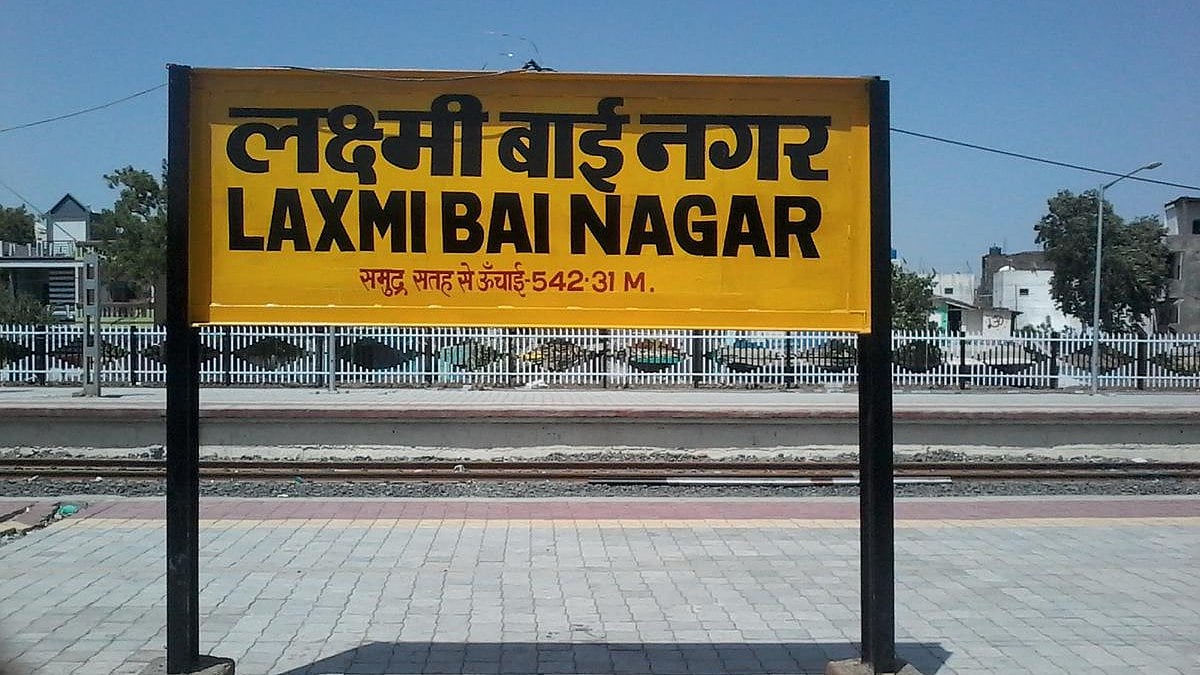 लक्ष्मी बाई नगर
LAXMI BAI NAGAR
समुद्र सतह से ऊँचाई-542·31 M.